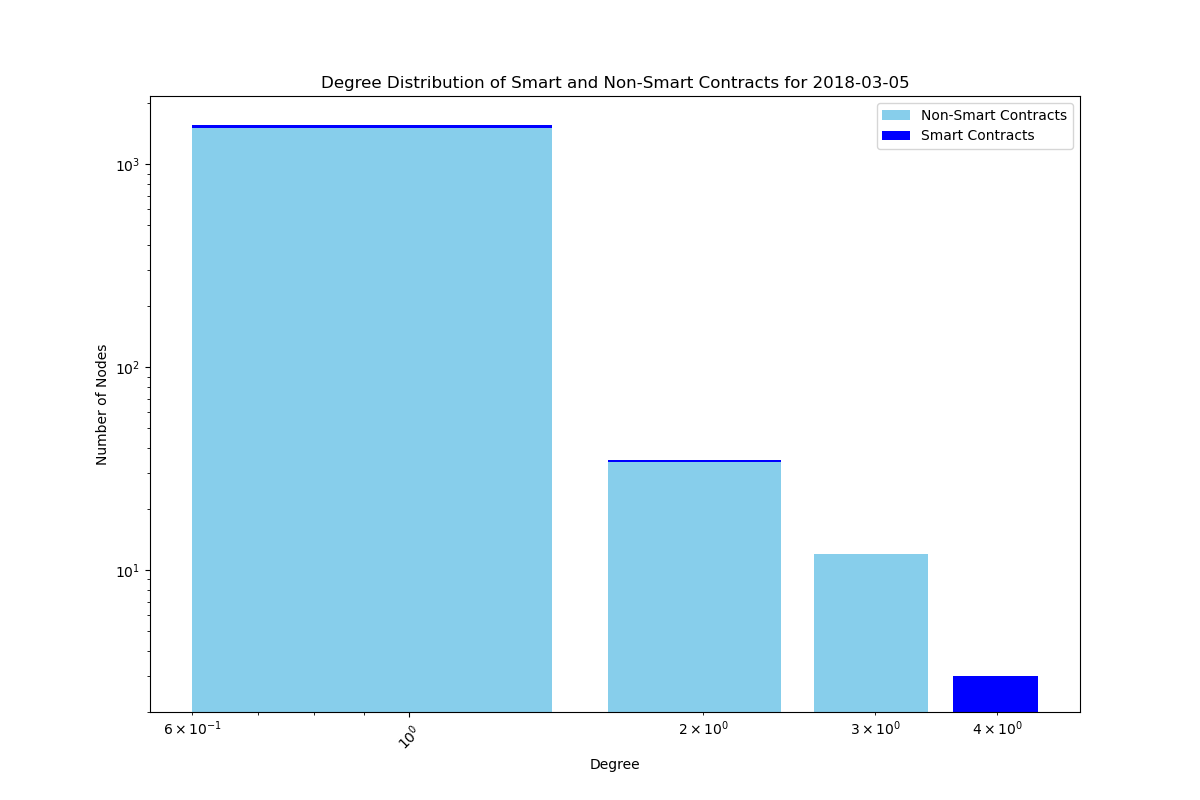 Degree Distribution of Smart and Non-Smart Contracts for 2018-03-05
Non-Smart Contracts
Smart Contracts
Number of Nodes
10³
10²
10¹
6 × 10⁻¹
10⁰
2 × 10⁰
3 × 10⁰
4 × 10⁰
Degree